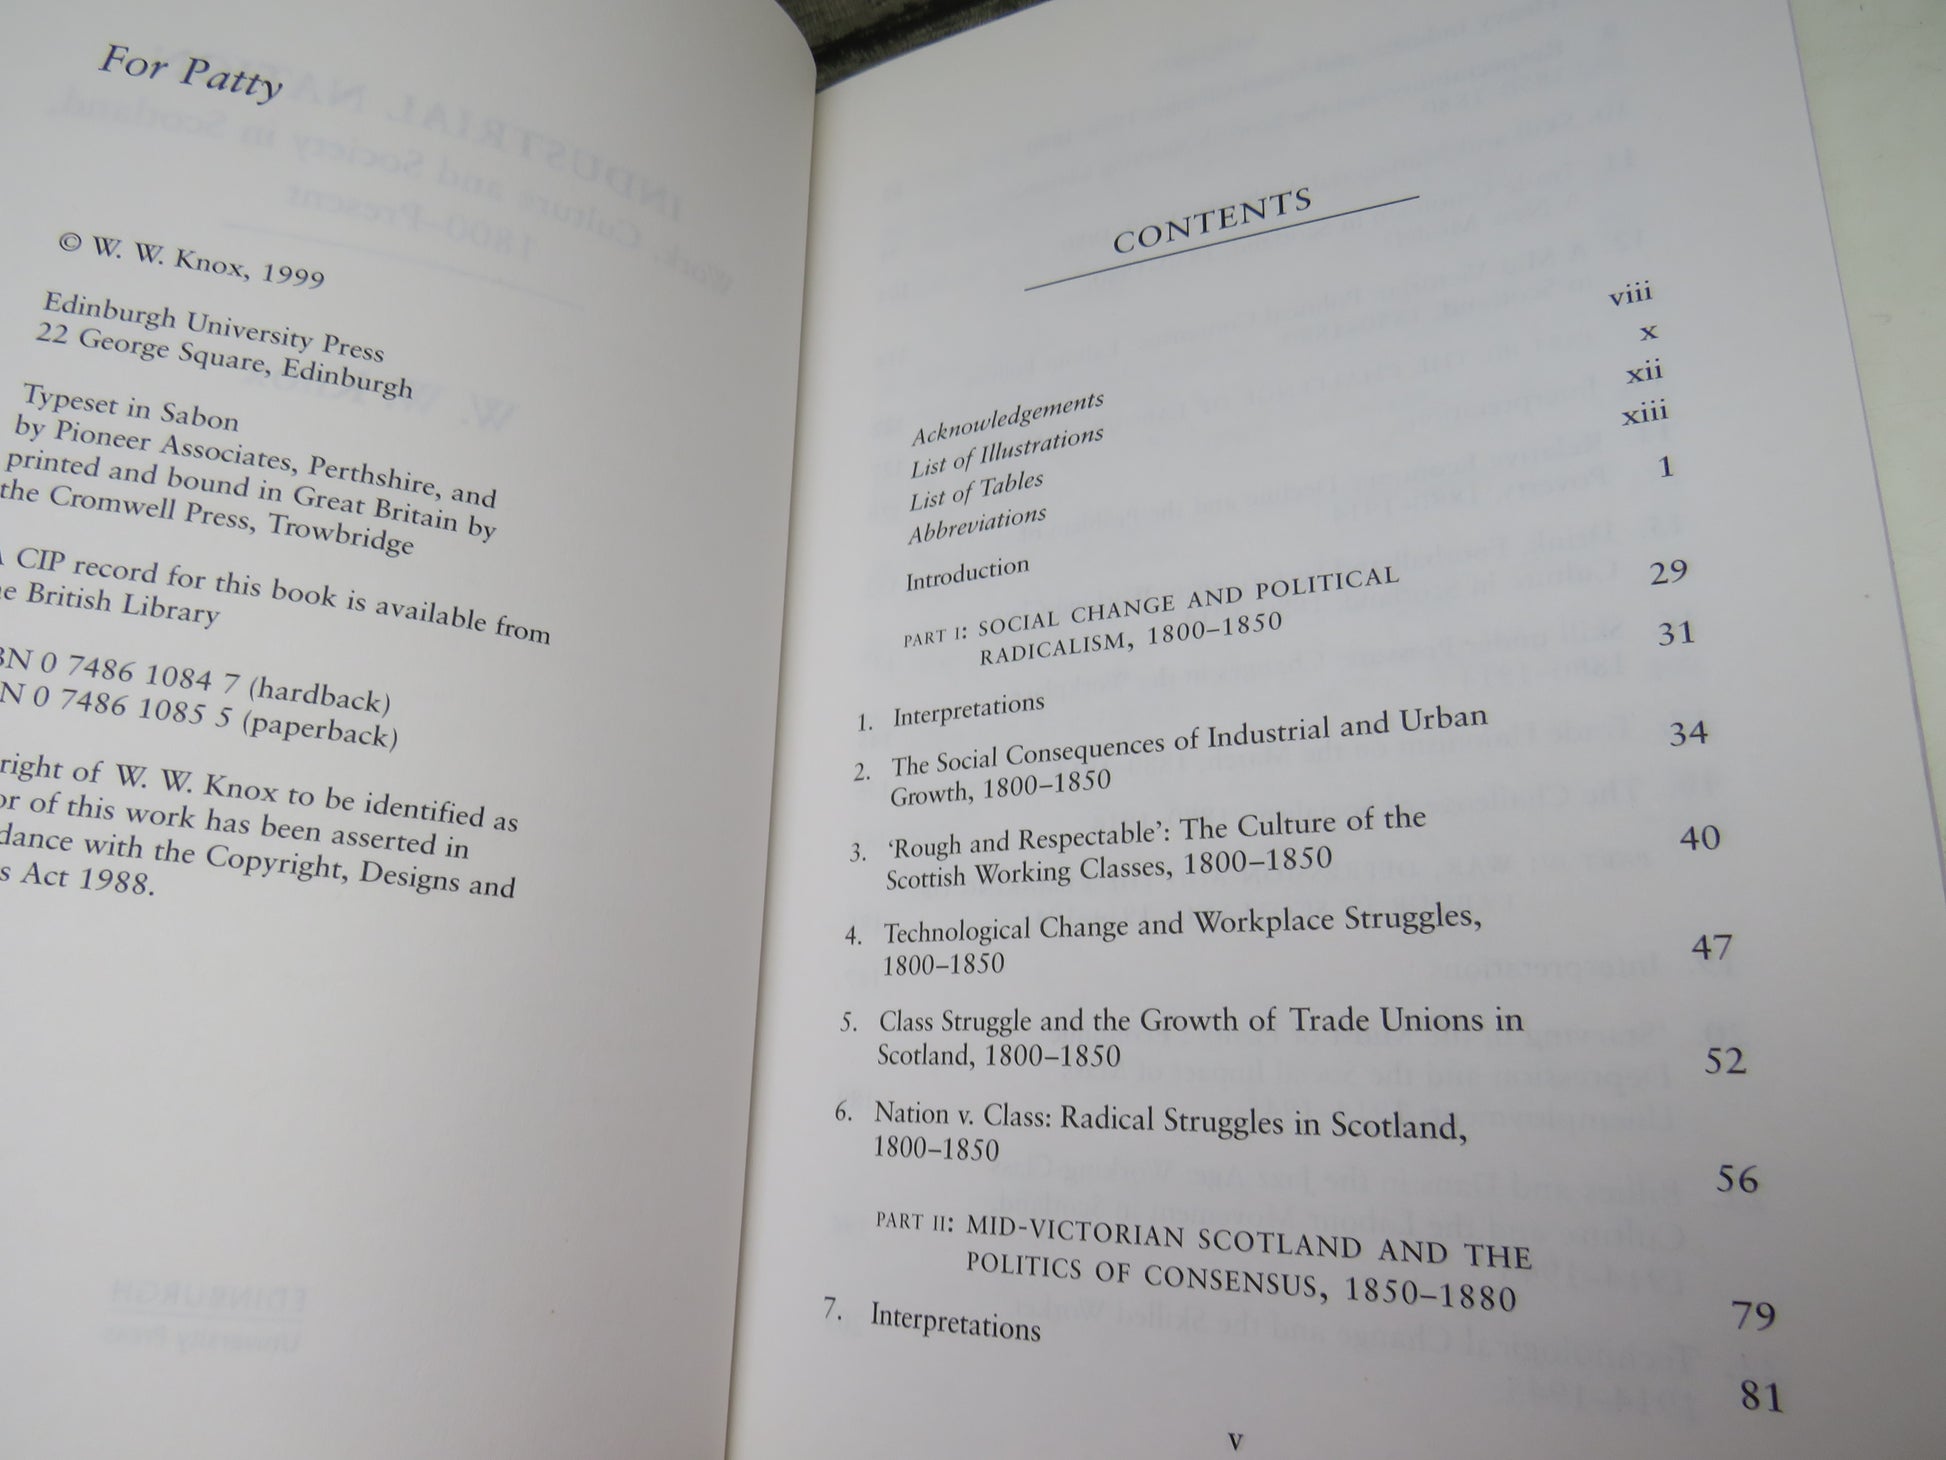 For Patty
© W. W. Knox, 1999
Edinburgh University Press
22 George Square, Edinburgh
Typeset in Sabon
by Pioneer Associates, Perthshire, and
printed and bound in Great Britain by
the Cromwell Press, Trowbridge
A CIP record for this book is available from
he British Library
BN 0 7486 1084 7 (hardback)
N 0 7486 1085 5 (paperback)
right of W. W. Knox to be identified as
or of this work has been asserted in
dance with the Copyright, Designs and
s Act 1988.
CONTENTS
Acknowledgements viii
List of Illustrations x
List of Tables xii
Abbreviations xiii
Introduction 1
PART I: SOCIAL CHANGE AND POLITICAL
RADICALISM, 1800–1850 29
1. Interpretations 31
2. The Social Consequences of Industrial and Urban
Growth, 1800–1850 34
3. ‘Rough and Respectable’: The Culture of the
Scottish Working Classes, 1800–1850 40
4. Technological Change and Workplace Struggles,
1800–1850 47
5. Class Struggle and the Growth of Trade Unions in
Scotland, 1800–1850 52
6. Nation v. Class: Radical Struggles in Scotland,
1800–1850 56
PART II: MID-VICTORIAN SCOTLAND AND THE
POLITICS OF CONSENSUS, 1850–1880 79
7. Interpretations 81
v